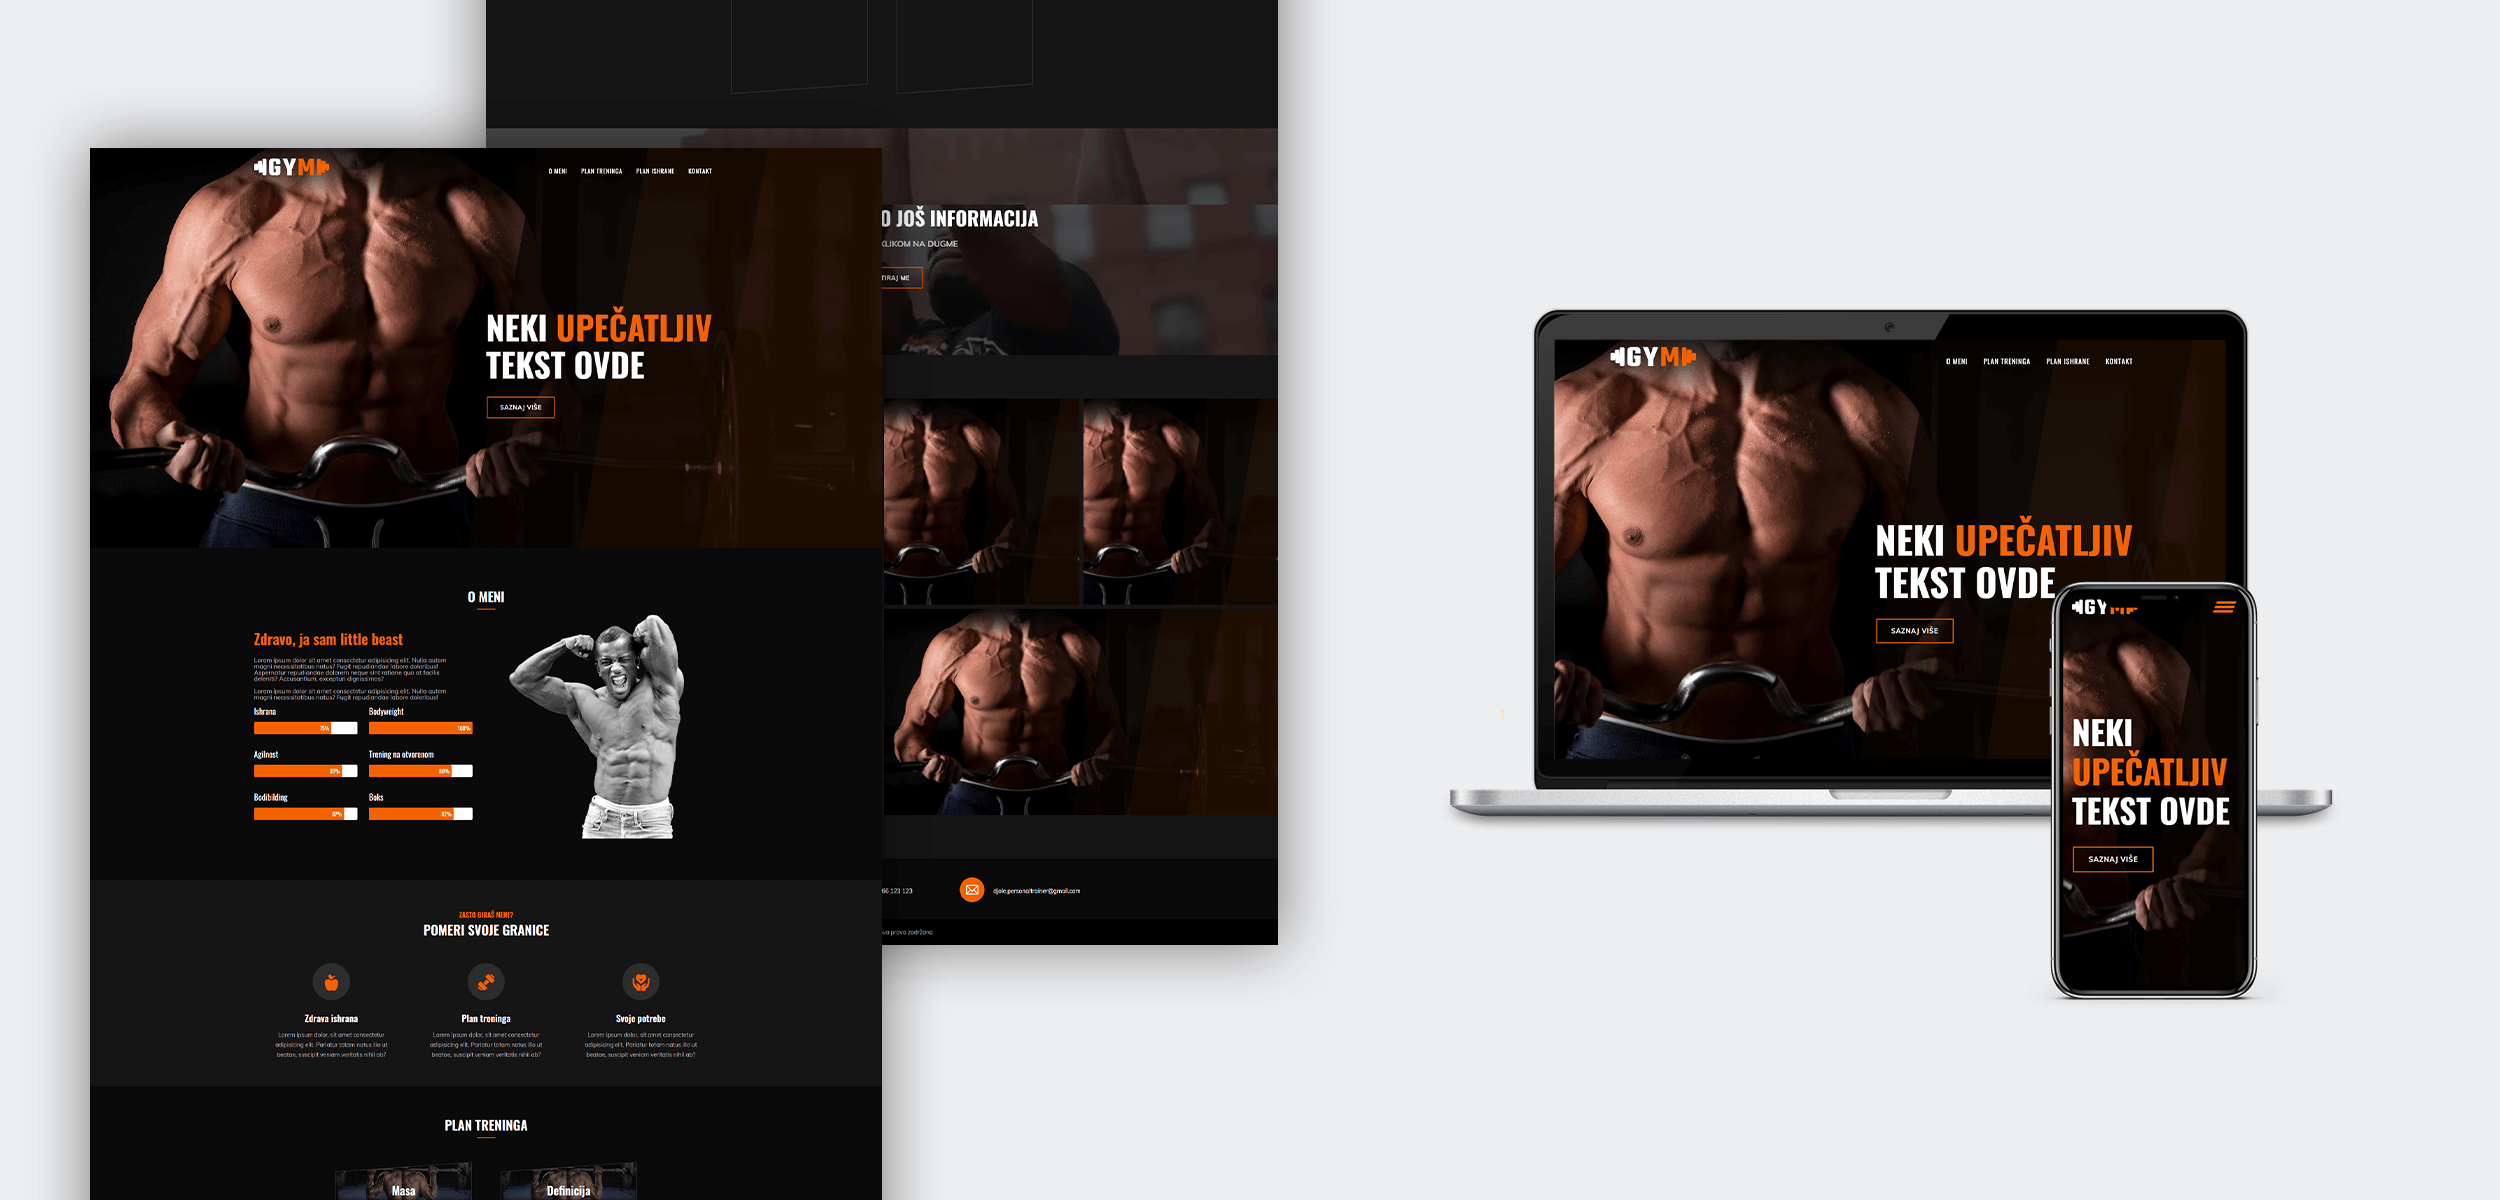 GYM
O MENI
PLAN TRENINGA
PLAN ISHRANE
KONTAKT
NEKI UPEČATLJIV
TEKST OVDE
SAZNAJ VIŠE
O MENI
Zdravo, ja sam little beast
Lorem ipsum dolor sit amet consectetur adipisicing elit. Nulla autem
magni necessitatibus natus? Fugit repudiandae labore doloribus!
Aspernatur repudiandae dolorem neque sint ratione quo at facilis
deleniti? Accusantium, excepturi dignissimos?
Lorem ipsum dolor sit amet consectetur adipisicing elit. Nulla autem
magni necessitatibus natus? Fugit repudiandae labore doloribus!
Ishrana
75%
Bodyweight
100%
Agilnost
85%
Trening na otvorenom
80%
Bodibilding
87%
Boks
82%
ZASTO BIRAŠ MENE?
POMERI SVOJE GRANICE
Zdrava ishrana
Lorem ipsum dolor, sit amet consectetur
adipisicing elit. Pariatur totam natus illo ut
beatae, suscipit veniam veritatis nihil ab?
Plan treninga
Lorem ipsum dolor, sit amet consectetur
adipisicing elit. Pariatur totam natus illo ut
beatae, suscipit veniam veritatis nihil ab?
Svoje potrebe
Lorem ipsum dolor, sit amet consectetur
adipisicing elit. Pariatur totam natus illo ut
beatae, suscipit veniam veritatis nihil ab?
PLAN TRENINGA
Masa
Definicija
O JOŠ INFORMACIJA
KLIKOM NA DUGME
TIRAJ ME
66 123 123
djole.personaltrainer@gmail.com
va prava zadržana
GYM
O MENI
PLAN TRENINGA
PLAN ISHRANE
KONTAKT
NEKI UPEČATLJIV
TEKST OVDE
SAZNAJ VIŠE
GYM
NEKI
UPEČATLJIV
TEKST OVDE
SAZNAJ VIŠE